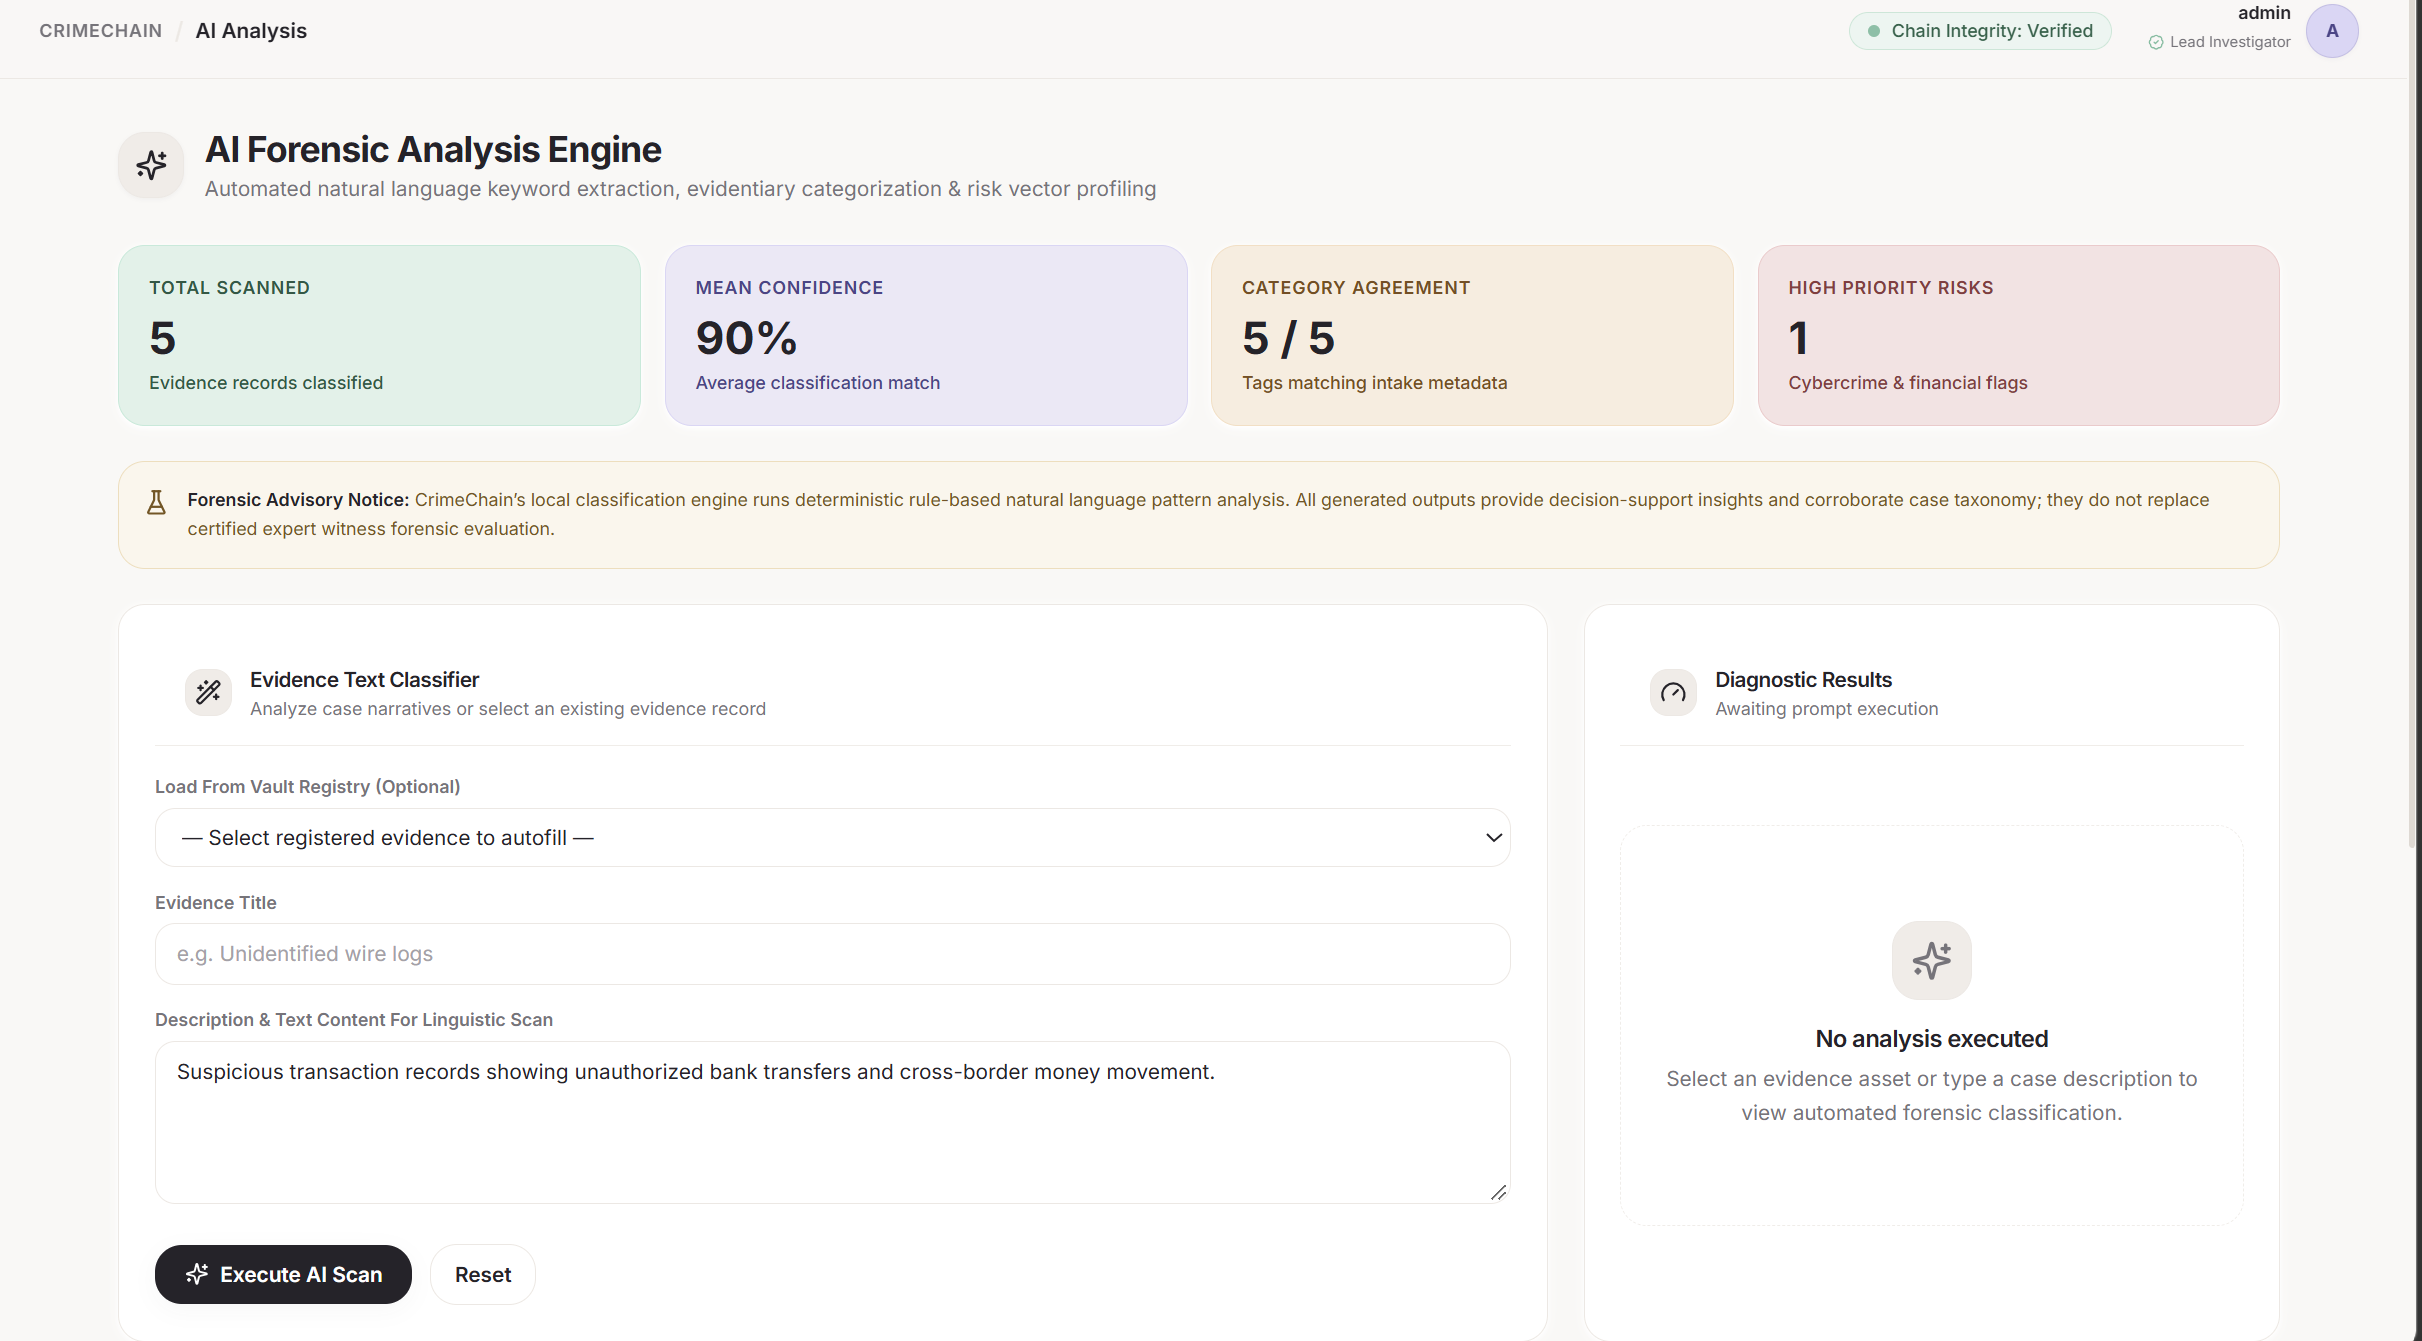 CRIMECHAIN / AI Analysis
Chain Integrity: Verified
admin
Lead Investigator
A
AI Forensic Analysis Engine
Automated natural language keyword extraction, evidentiary categorization & risk vector profiling
TOTAL SCANNED
5
Evidence records classified
MEAN CONFIDENCE
90%
Average classification match
CATEGORY AGREEMENT
5 / 5
Tags matching intake metadata
HIGH PRIORITY RISKS
1
Cybercrime & financial flags
Forensic Advisory Notice: CrimeChain’s local classification engine runs deterministic rule-based natural language pattern analysis. All generated outputs provide decision-support insights and corroborate case taxonomy; they do not replace
certified expert witness forensic evaluation.
Evidence Text Classifier
Analyze case narratives or select an existing evidence record
Load From Vault Registry (Optional)
— Select registered evidence to autofill —
Evidence Title
e.g. Unidentified wire logs
Description & Text Content For Linguistic Scan
Suspicious transaction records showing unauthorized bank transfers and cross-border money movement.
Execute AI Scan
Reset
Diagnostic Results
Awaiting prompt execution
No analysis executed
Select an evidence asset or type a case description to
view automated forensic classification.